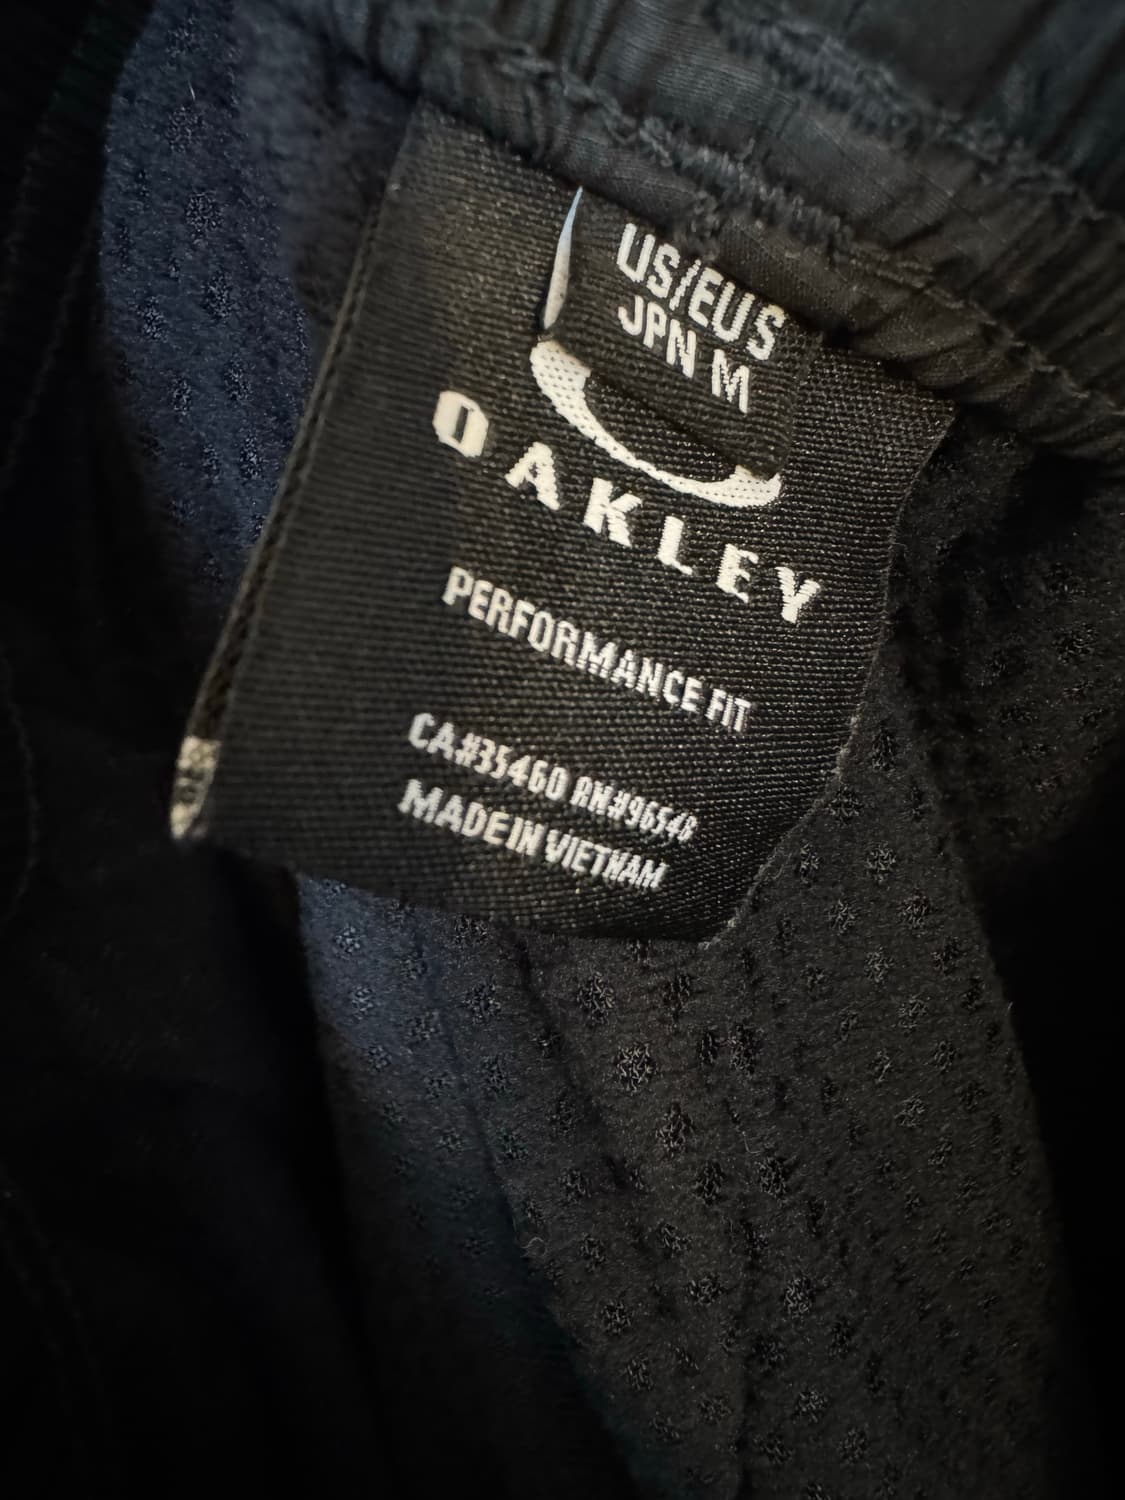 US/EU S
JPN M
OAKLEY
PERFORMANCE FIT
CA#35460 RN#96540
MADE IN VIETNAM